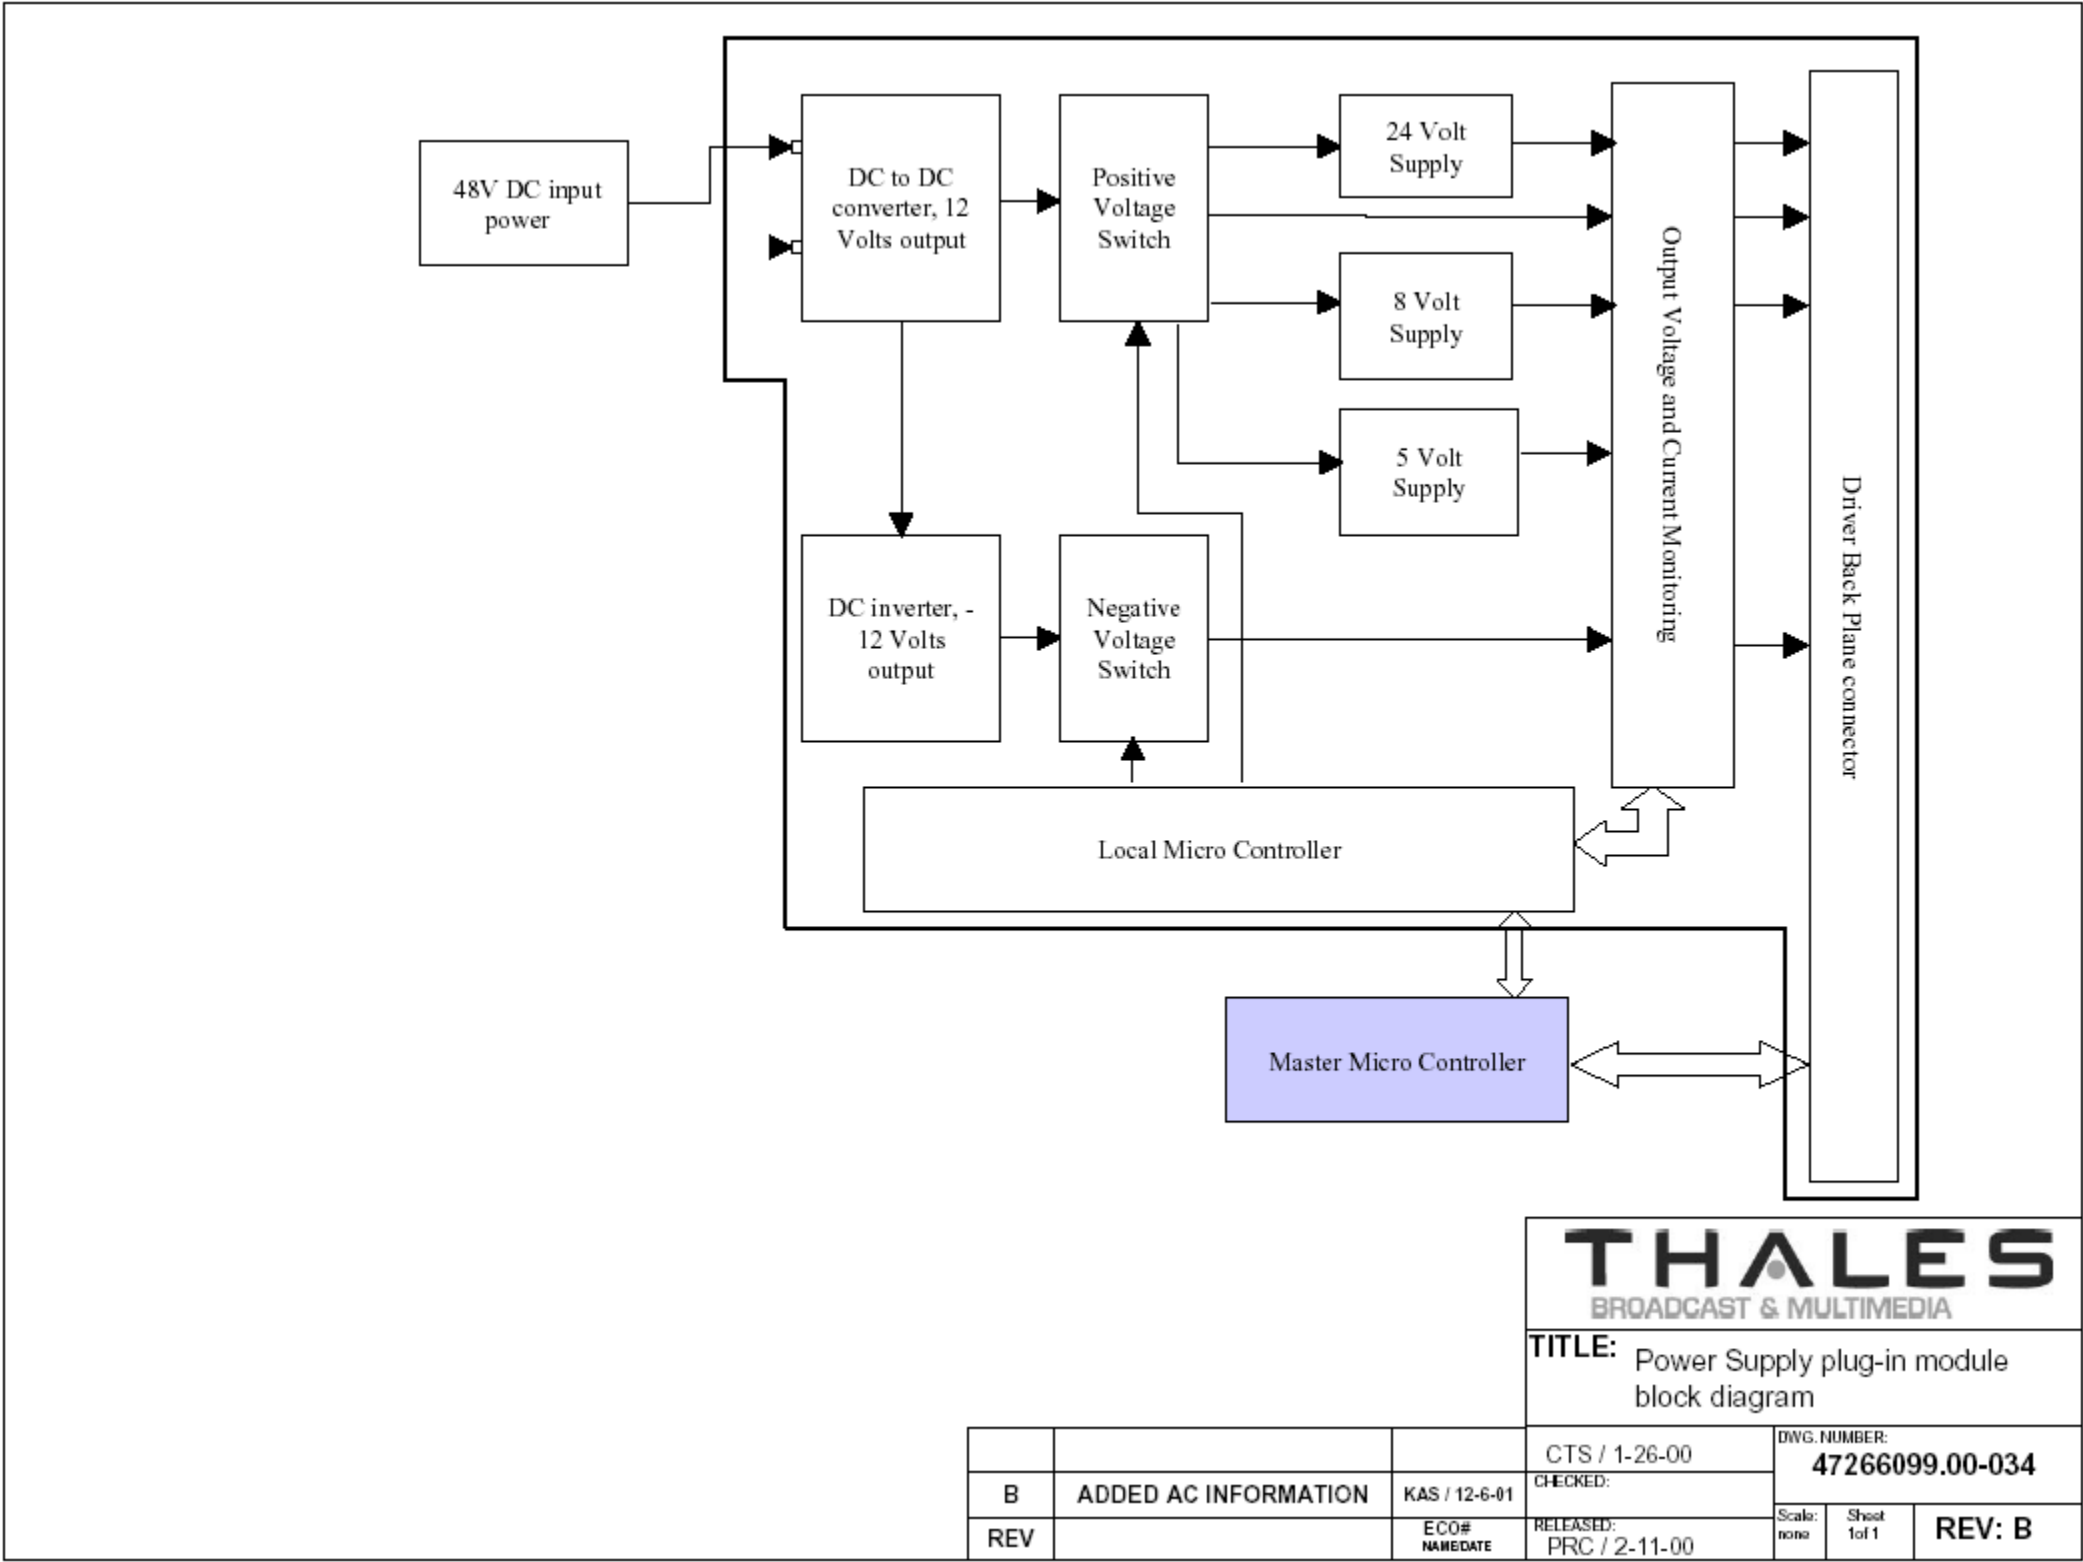 48V DC input
power
DC to DC
converter, 12
Volts output
Positive
Voltage
Switch
24 Volt
Supply
8 Volt
Supply
5 Volt
Supply
Output Voltage and Current Monitoring
Driver Back Plane connector
DC inverter, -
12 Volts
output
Negative
Voltage
Switch
Local Micro Controller
Master Micro Controller
THALES
BROADCAST & MULTIMEDIA
TITLE: Power Supply plug-in module
block diagram
CTS / 1-26-00
DWG. NUMBER:
47266099.00-034
B ADDED AC INFORMATION KAS / 12-6-01
CHECKED:
REV
ECO#
NAME/DATE
RELEASED:
PRC / 2-11-00
Scale:
none
Sheet
1of 1
REV: B